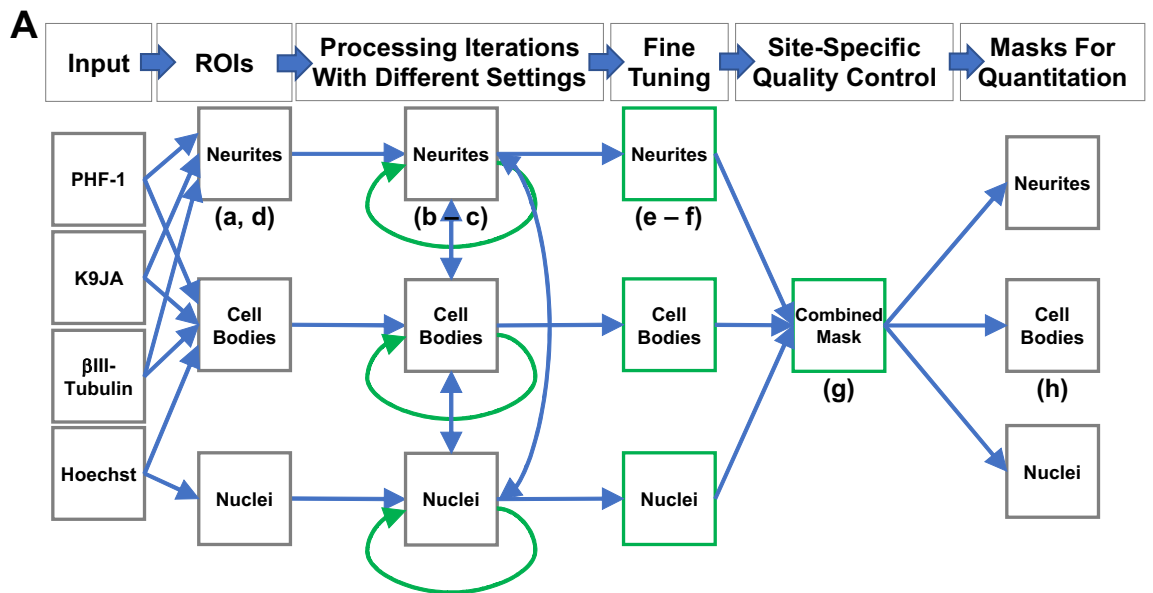 A
Input
ROIs
Processing Iterations
With Different Settings
Fine
Tuning
Site-Specific
Quality Control
Masks For
Quantitation
PHF-1
K9JA
βIII-
Tubulin
Hoechst
Neurites
(a, d)
Cell
Bodies
Nuclei
Neurites
(b – c)
Cell
Bodies
Nuclei
Neurites
(e – f)
Cell
Bodies
Nuclei
Combined
Mask
(g)
Neurites
Cell
Bodies
(h)
Nuclei